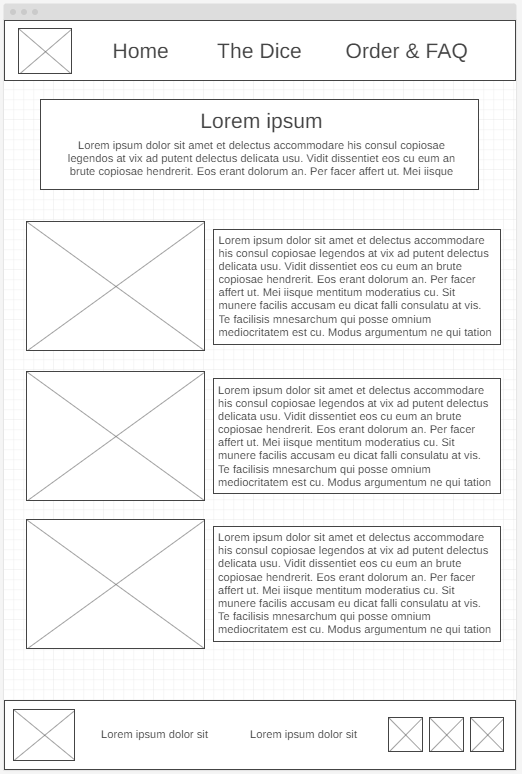 Home The Dice Order & FAQ
Lorem ipsum
Lorem ipsum dolor sit amet et delectus accommodare his consul copiosae
legendos at vix ad putent delectus delicata usu. Vidit dissentiet eos cu eum an
brute copiosae hendrerit. Eos erant dolorum an. Per facer affert ut. Mei iisque
Lorem ipsum dolor sit amet et delectus accommodare
his consul copiosae legendos at vix ad putent delectus
delicata usu. Vidit dissentiet eos cu eum an brute
copiosae hendrerit. Eos erant dolorum an. Per facer
affert ut. Mei iisque mentitum moderatius cu. Sit
munere facilis accusam eu dicat falli consulatu at vis.
Te facilisis mnesarchum qui posse omnium
mediocritatem est cu. Modus argumentum ne qui tation
Lorem ipsum dolor sit amet et delectus accommodare
his consul copiosae legendos at vix ad putent delectus
delicata usu. Vidit dissentiet eos cu eum an brute
copiosae hendrerit. Eos erant dolorum an. Per facer
affert ut. Mei iisque mentitum moderatius cu. Sit
munere facilis accusam eu dicat falli consulatu at vis.
Te facilisis mnesarchum qui posse omnium
mediocritatem est cu. Modus argumentum ne qui tation
Lorem ipsum dolor sit amet et delectus accommodare
his consul copiosae legendos at vix ad putent delectus
delicata usu. Vidit dissentiet eos cu eum an brute
copiosae hendrerit. Eos erant dolorum an. Per facer
affert ut. Mei iisque mentitum moderatius cu. Sit
munere facilis accusam eu dicat falli consulatu at vis.
Te facilisis mnesarchum qui posse omnium
mediocritatem est cu. Modus argumentum ne qui tation
Lorem ipsum dolor sit Lorem ipsum dolor sit